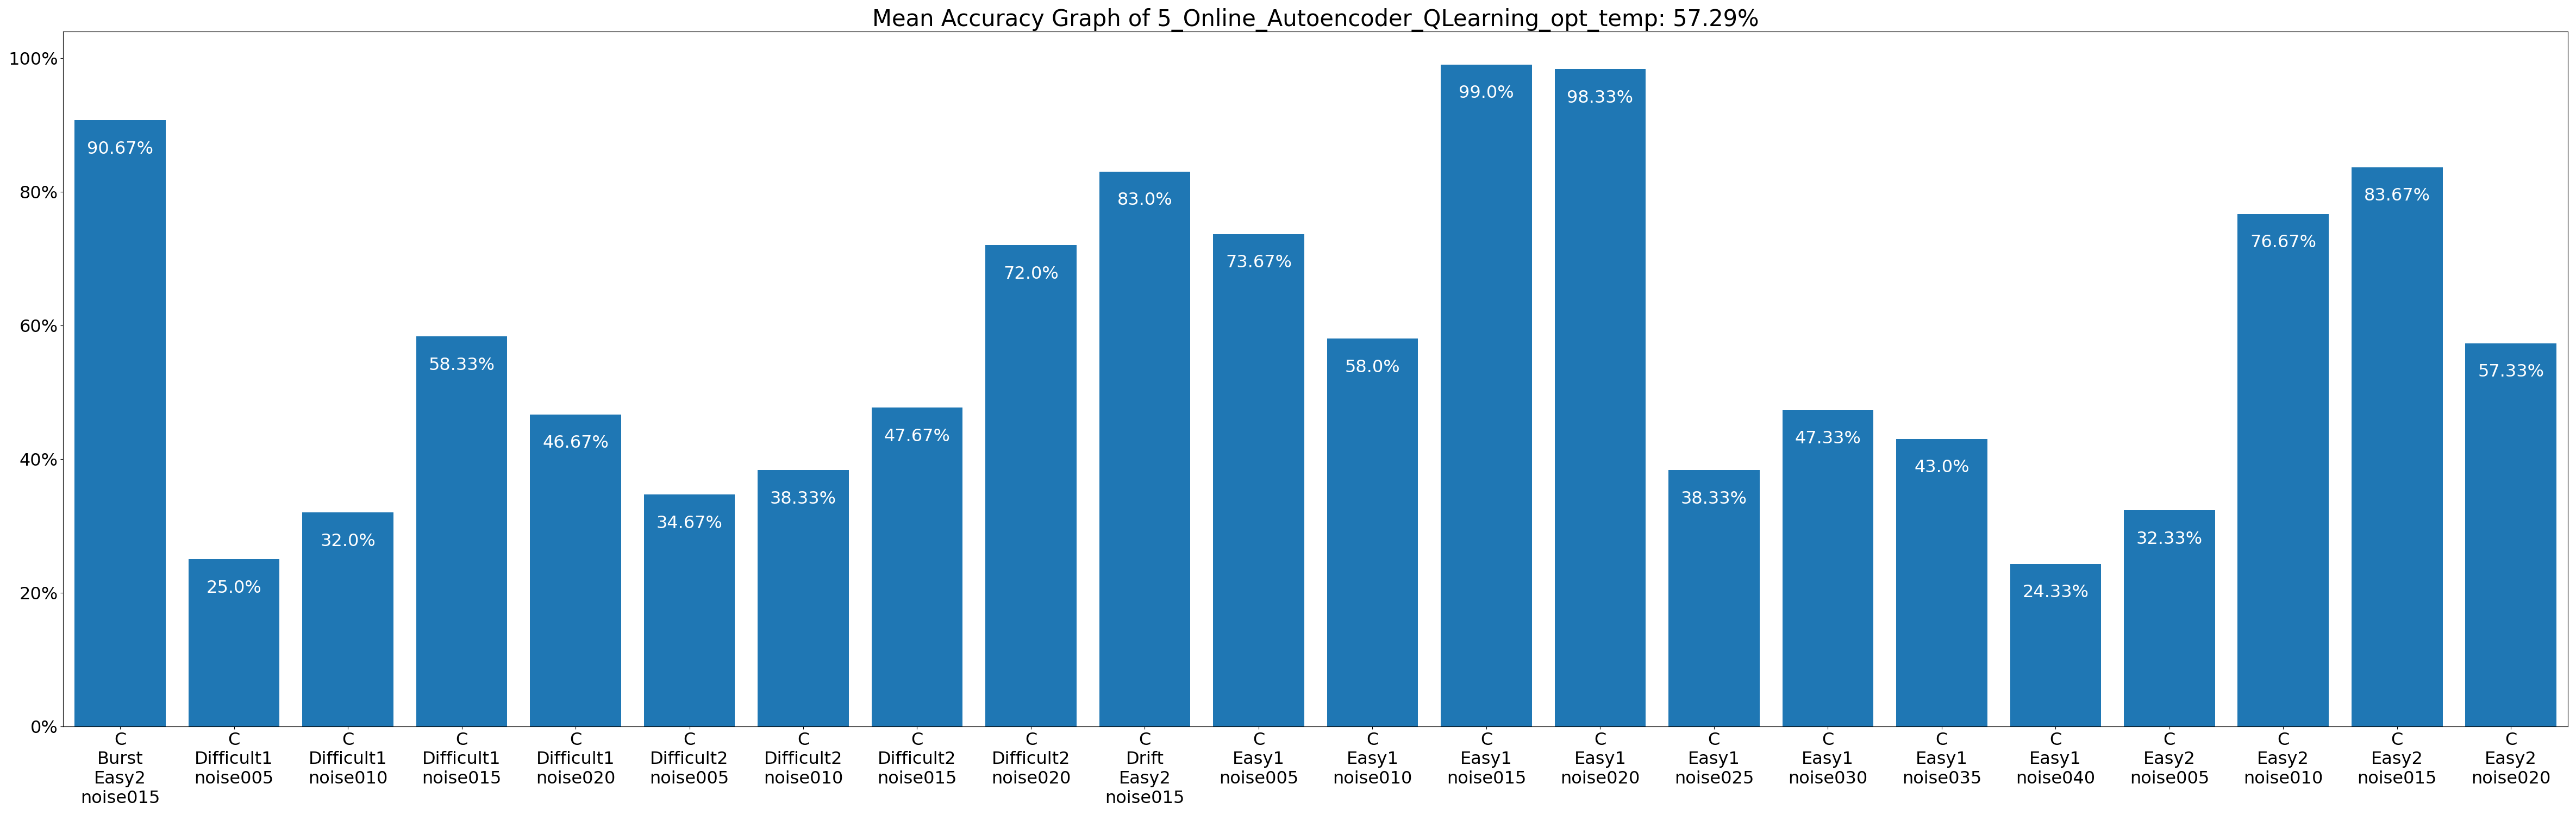 Mean Accuracy Graph of 5_Online_Autoencoder_QLearning_opt_temp: 57.29%
100%
80%
60%
40%
20%
0%
90.67%
25.0%
32.0%
58.33%
46.67%
34.67%
38.33%
47.67%
72.0%
83.0%
73.67%
58.0%
99.0%
98.33%
38.33%
47.33%
43.0%
24.33%
32.33%
76.67%
83.67%
57.33%
C
Burst
Easy2
noise015
C
Difficult1
noise005
C
Difficult1
noise010
C
Difficult1
noise015
C
Difficult1
noise020
C
Difficult2
noise005
C
Difficult2
noise010
C
Difficult2
noise015
C
Difficult2
noise020
C
Drift
Easy2
noise015
C
Easy1
noise005
C
Easy1
noise010
C
Easy1
noise015
C
Easy1
noise020
C
Easy1
noise025
C
Easy1
noise030
C
Easy1
noise035
C
Easy1
noise040
C
Easy2
noise005
C
Easy2
noise010
C
Easy2
noise015
C
Easy2
noise020